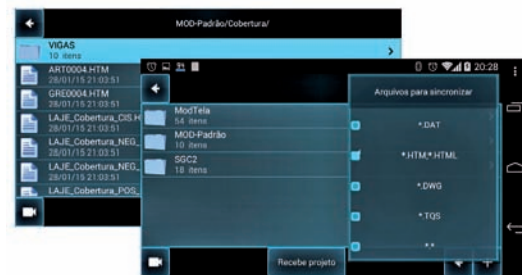 MOD-Padrão/Cobertura/
VIGAS
10 itens
ART0004.HTM
28/01/15 21:03:51
GRE0004.HTM
28/01/15 21:03:51
LAJE_Cobertura_CIS.H
28/01/15 21:03:51
LAJE_Cobertura_NEG_
28/01/15 21:03:51
LAJE_Cobertura_NEG_
28/01/15 21:03:51
LAJE_Cobertura_POS_
20:28
ModTela
54 itens
MOD-Padrão
10 itens
SGC2
18 itens
Recebe projeto
Arquivos para sincronizar
*.DAT
*.HTM;*.HTML
*.DWG
*.TQS
*.*